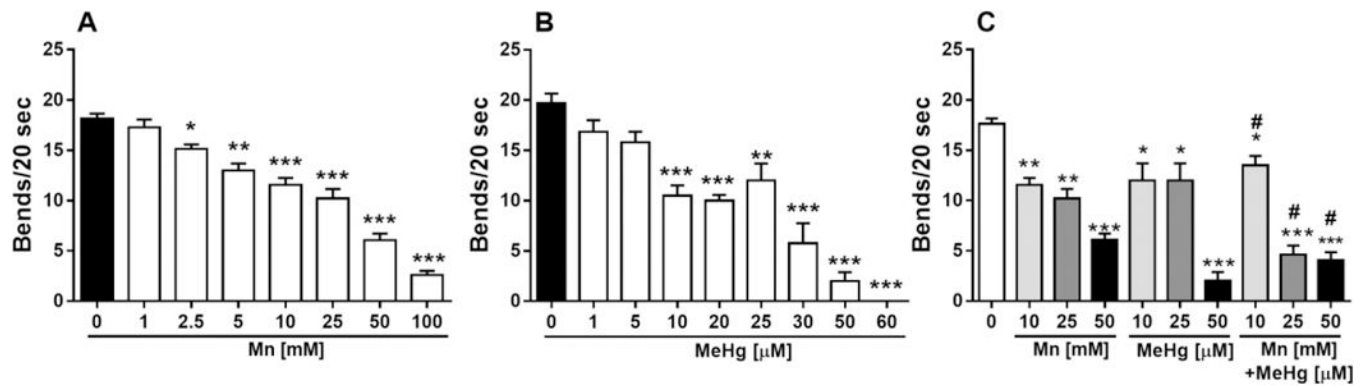 A
Bends/20 sec
25
20
15
10
5
0
* ** *** *** *** ***
0 1 2.5 5 10 25 50 100
Mn [mM]
B
Bends/20 sec
25
20
15
10
5
0
*** *** ** *** *** ***
0 1 5 10 20 25 30 50 60
MeHg [µM]
C
Bends/20 sec
25
20
15
10
5
0
# # #
** ** *** * * *** * *** ***
0 10 25 50 10 25 50 10 25 50
Mn [mM] MeHg [µM] Mn [mM]
+MeHg [µM]